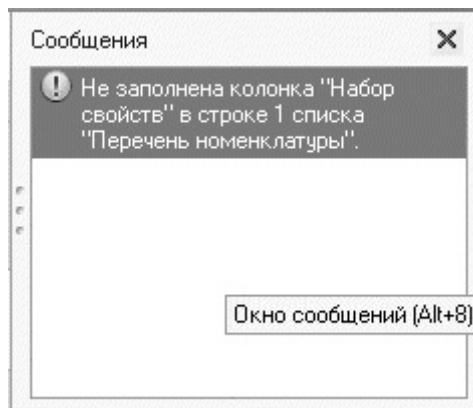 Сообщения
Не заполнена колонка "Набор
свойств" в строке 1 списка
"Перечень номенклатуры".
Окно сообщений (Alt+8)